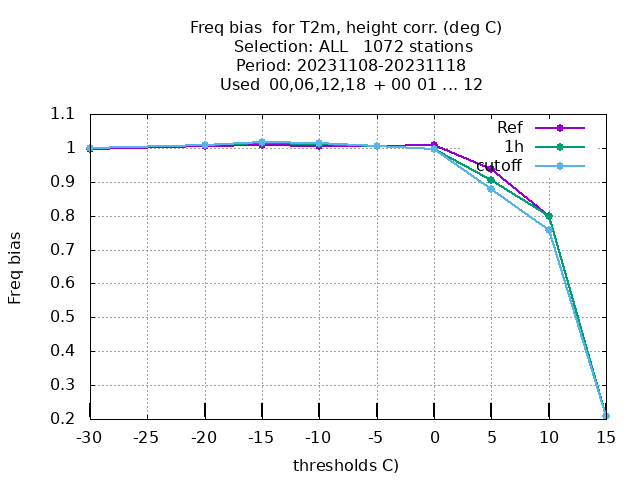 Freq bias  for T2m, height corr. (deg C)
Selection: ALL   1072 stations
Period: 20231108-20231118
Used  00,06,12,18  + 00 01 ... 12
Ref
1h
cutoff
1.1
1
0.9
0.8
0.7
0.6
0.5
0.4
0.3
0.2
Freq bias
-30 -25 -20 -15 -10 -5 0 5 10 15
thresholds C)